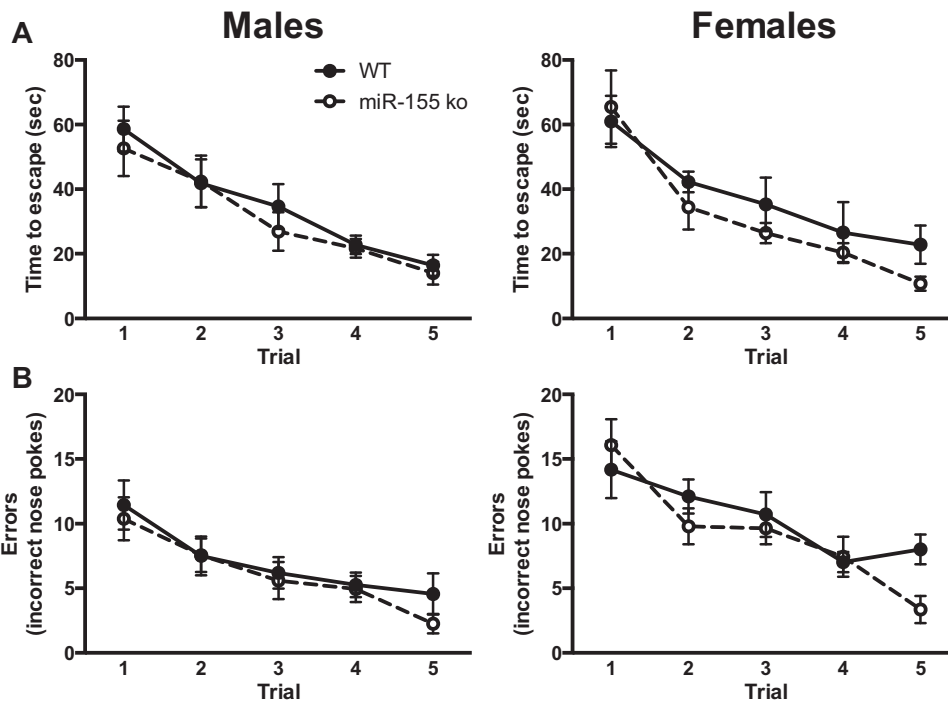 A
Males
Females
WT
miR-155 ko
Time to escape (sec)
80
60
40
20
0
1 2 3 4 5
Trial
Time to escape (sec)
80
60
40
20
0
1 2 3 4 5
Trial
B
Errors
(incorrect nose pokes)
20
15
10
5
0
1 2 3 4 5
Trial
Errors
(incorrect nose pokes)
20
15
10
5
0
1 2 3 4 5
Trial